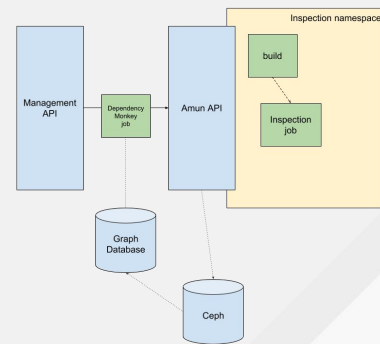 Inspection namespace
build
Management
API
Dependency
Monkey
job
Amun API
Inspection
job
Graph
Database
Ceph